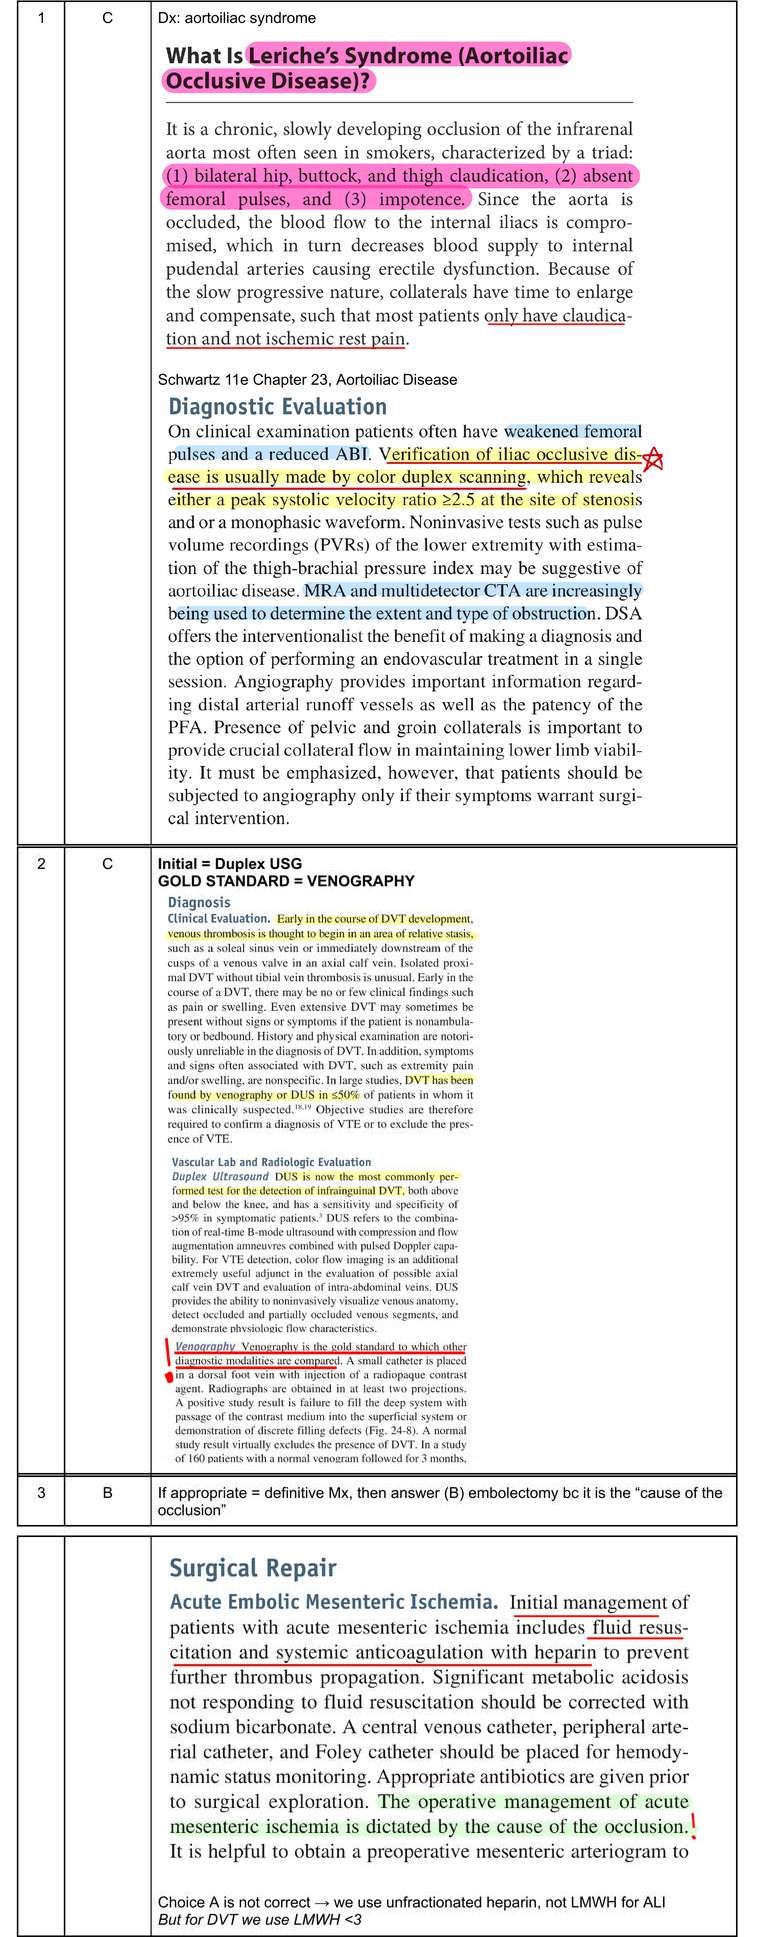 1
C
Dx: aortoiliac syndrome
What Is Leriche's Syndrome (Aortoiliac
Occlusive Disease)?
It is a chronic, slowly developing occlusion of the infrarenal
aorta most often seen in smokers, characterized by a triad:
(1) bilateral hip, buttock, and thigh claudication, (2) absent
femoral pulses, and (3) impotence. Since the aorta is
occluded, the blood flow to the internal iliacs is compro-
mised, which in turn decreases blood supply to internal
pudendal arteries causing erectile dysfunction. Because of
the slow progressive nature, collaterals have time to enlarge
and compensate, such that most patients only have claudica-
tion and not ischemic rest pain.
Schwartz 11e Chapter 23, Aortoiliac Disease
Diagnostic Evaluation
On clinical examination patients often have weakened femoral
pulses and a reduced ABI. Verification of iliac occlusive dis-
ease is usually made by color duplex scanning, which reveals
either a peak systolic velocity ratio ≥2.5 at the site of stenosis
and or a monophasic waveform. Noninvasive tests such as pulse
volume recordings (PVRs) of the lower extremity with estima-
tion of the thigh-brachial pressure index may be suggestive of
aortoiliac disease. MRA and multidetector CTA are increasingly
being used to determine the extent and type of obstruction. DSA
offers the interventionalist the benefit of making a diagnosis and
the option of performing an endovascular treatment in a single
session. Angiography provides important information regard-
ing distal arterial runoff vessels as well as the patency of the
PFA. Presence of pelvic and groin collaterals is important to
provide crucial collateral flow in maintaining lower limb viabil-
ity. It must be emphasized, however, that patients should be
subjected to angiography only if their symptoms warrant surgi-
cal intervention.
2
C
Initial = Duplex USG
GOLD STANDARD = VENOGRAPHY
Diagnosis
Clinical Evaluation. Early in the course of DVT development,
venous thrombosis is thought to begin in an area of relative stasis,
such as a soleal sinus vein or immediately downstream of the
cusps of a venous valve in an axial calf vein. Isolated proxi-
mal DVT without tibial vein thrombosis is unusual. Early in the
course of a DVT, there may be no or few clinical findings such
as pain or swelling. Even extensive DVT may sometimes be
present without signs or symptoms if the patient is nonambula-
tory or bedbound. History and physical examination are notori-
ously unreliable in the diagnosis of DVT. In addition, symptoms
and signs often associated with DVT, such as extremity pain
and/or swelling, are nonspecific. In large studies, DVT has been
found by venography or DUS in ≤50% of patients in whom it
was clinically suspected.18,19 Objective studies are therefore
required to confirm a diagnosis of VTE or to exclude the pres-
ence of VTE.
Vascular Lab and Radiologic Evaluation
Duplex Ultrasound DUS is now the most commonly per-
formed test for the detection of infrainguinal DVT, both above
and below the knee, and has a sensitivity and specificity of
>95% in symptomatic patients.3 DUS refers to the combina-
tion of real-time B-mode ultrasound with compression and flow
augmentation amneuvres combined with pulsed Doppler capa-
bility. For VTE detection, color flow imaging is an additional
extremely useful adjunct in the evaluation of possible axial
calf vein DVT and evaluation of intra-abdominal veins. DUS
provides the ability to noninvasively visualize venous anatomy,
detect occluded and partially occluded venous segments, and
demonstrate physiologic flow characteristics.
Venography Venography is the gold standard to which other
diagnostic modalities are compared. A small catheter is placed
in a dorsal foot vein with injection of a radiopaque contrast
agent. Radiographs are obtained in at least two projections.
A positive study result is failure to fill the deep system with
passage of the contrast medium into the superficial system or
demonstration of discrete filling defects (Fig. 24-8). A normal
study result virtually excludes the presence of DVT. In a study
of 160 patients with a normal venogram followed for 3 months,
3
B
If appropriate = definitive Mx, then answer (B) embolectomy bc it is the “cause of the
occlusion”
Surgical Repair
Acute Embolic Mesenteric Ischemia. Initial management of
patients with acute mesenteric ischemia includes fluid resus-
citation and systemic anticoagulation with heparin to prevent
further thrombus propagation. Significant metabolic acidosis
not responding to fluid resuscitation should be corrected with
sodium bicarbonate. A central venous catheter, peripheral arte-
rial catheter, and Foley catheter should be placed for hemody-
namic status monitoring. Appropriate antibiotics are given prior
to surgical exploration. The operative management of acute
mesenteric ischemia is dictated by the cause of the occlusion.
It is helpful to obtain a preoperative mesenteric arteriogram to
Choice A is not correct → we use unfractionated heparin, not LMWH for ALI
But for DVT we use LMWH <3